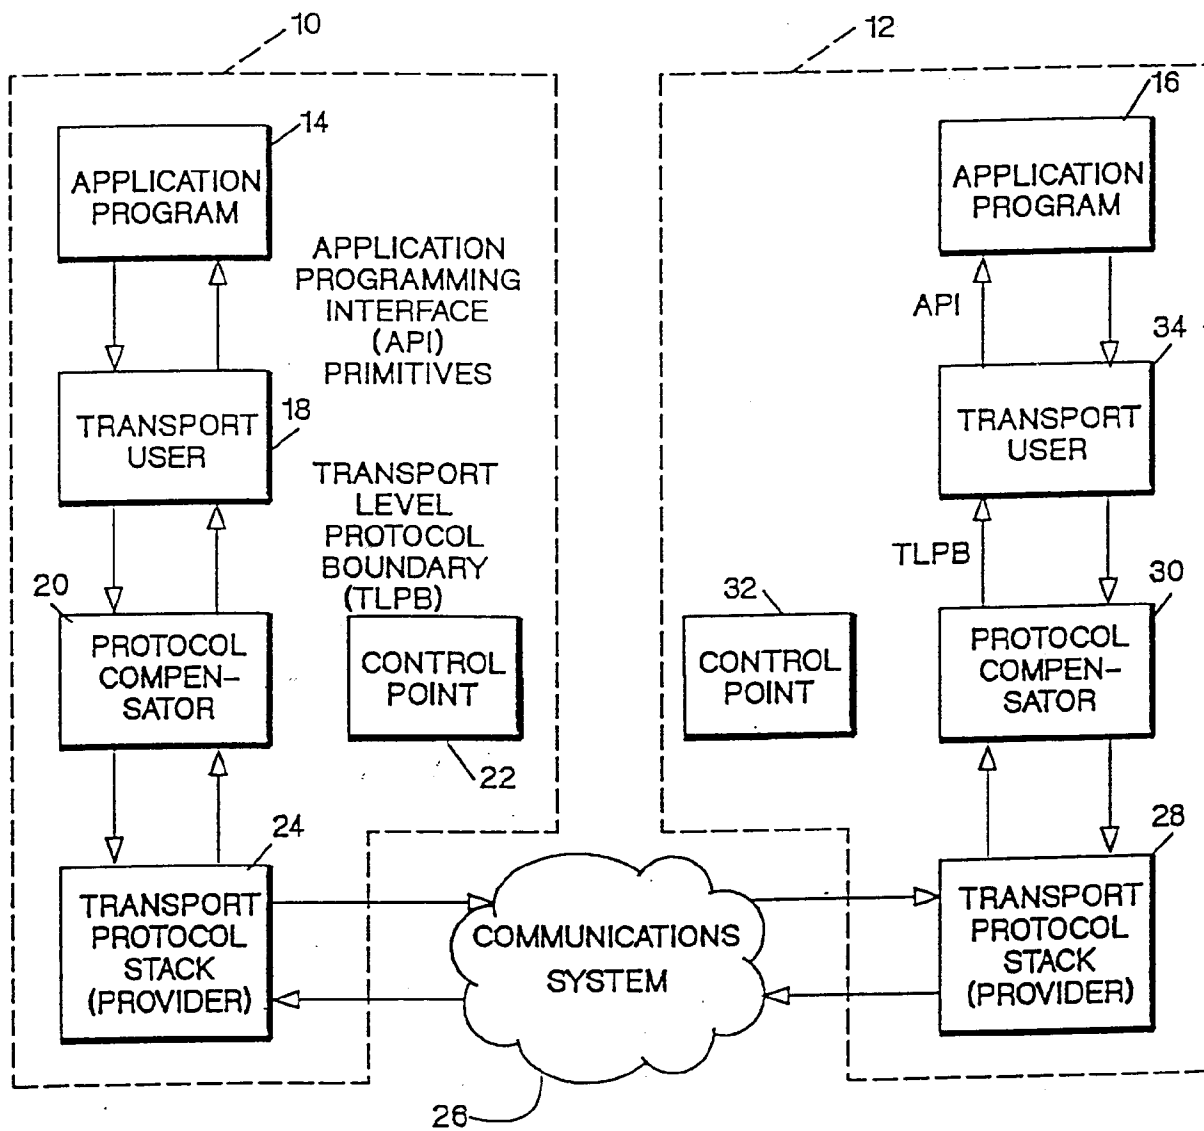 10
12
14
APPLICATION
PROGRAM
16
APPLICATION
PROGRAM
APPLICATION
PROGRAMMING
INTERFACE
(API)
PRIMITIVES
API
18
TRANSPORT
USER
34
TRANSPORT
USER
TRANSPORT
LEVEL
PROTOCOL
BOUNDARY
(TLPB)
TLPB
20
PROTOCOL
COMPEN-
SATOR
CONTROL
POINT
22
32
CONTROL
POINT
30
PROTOCOL
COMPEN-
SATOR
24
TRANSPORT
PROTOCOL
STACK
(PROVIDER)
COMMUNICATIONS
SYSTEM
26
28
TRANSPORT
PROTOCOL
STACK
(PROVIDER)